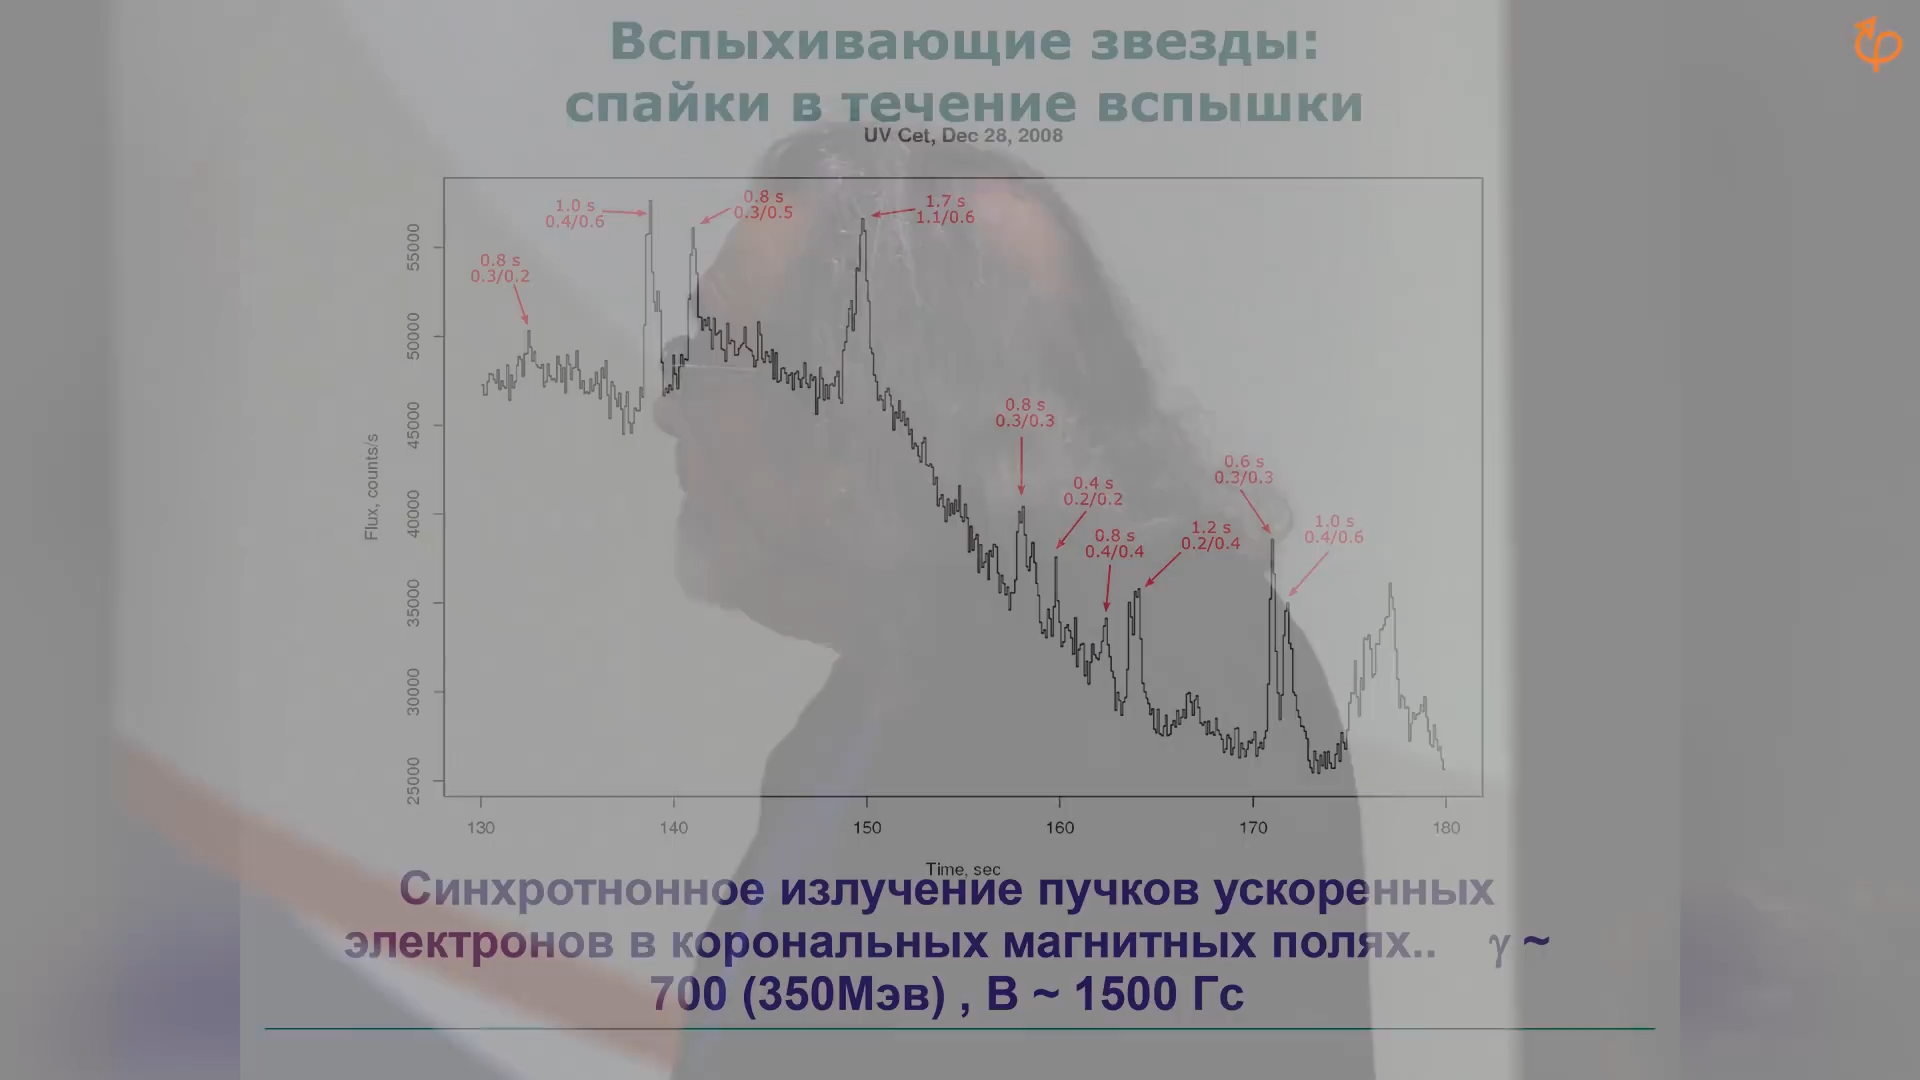 Вспыхивающие звезды:
спайки в течение вспышки
UV Cet, Dec 28, 2008
1.0 s
0.4/0.6
0.8 s
0.3/0.5
1.7 s
1.1/0.6
0.8 s
0.3/0.2
0.8 s
0.3/0.3
0.4 s
0.2/0.2
0.8 s
0.4/0.4
1.2 s
0.2/0.4
0.6 s
0.3/0.3
1.0 s
0.4/0.6
Flux, counts/s
55000
50000
45000
40000
35000
30000
25000
130 140 150 160 170 180
Time, sec
Синхротнонное излучение пучков ускоренных
электронов в корональных магнитных полях.. γ ~
700 (350Мэв) , В ~ 1500 Гс